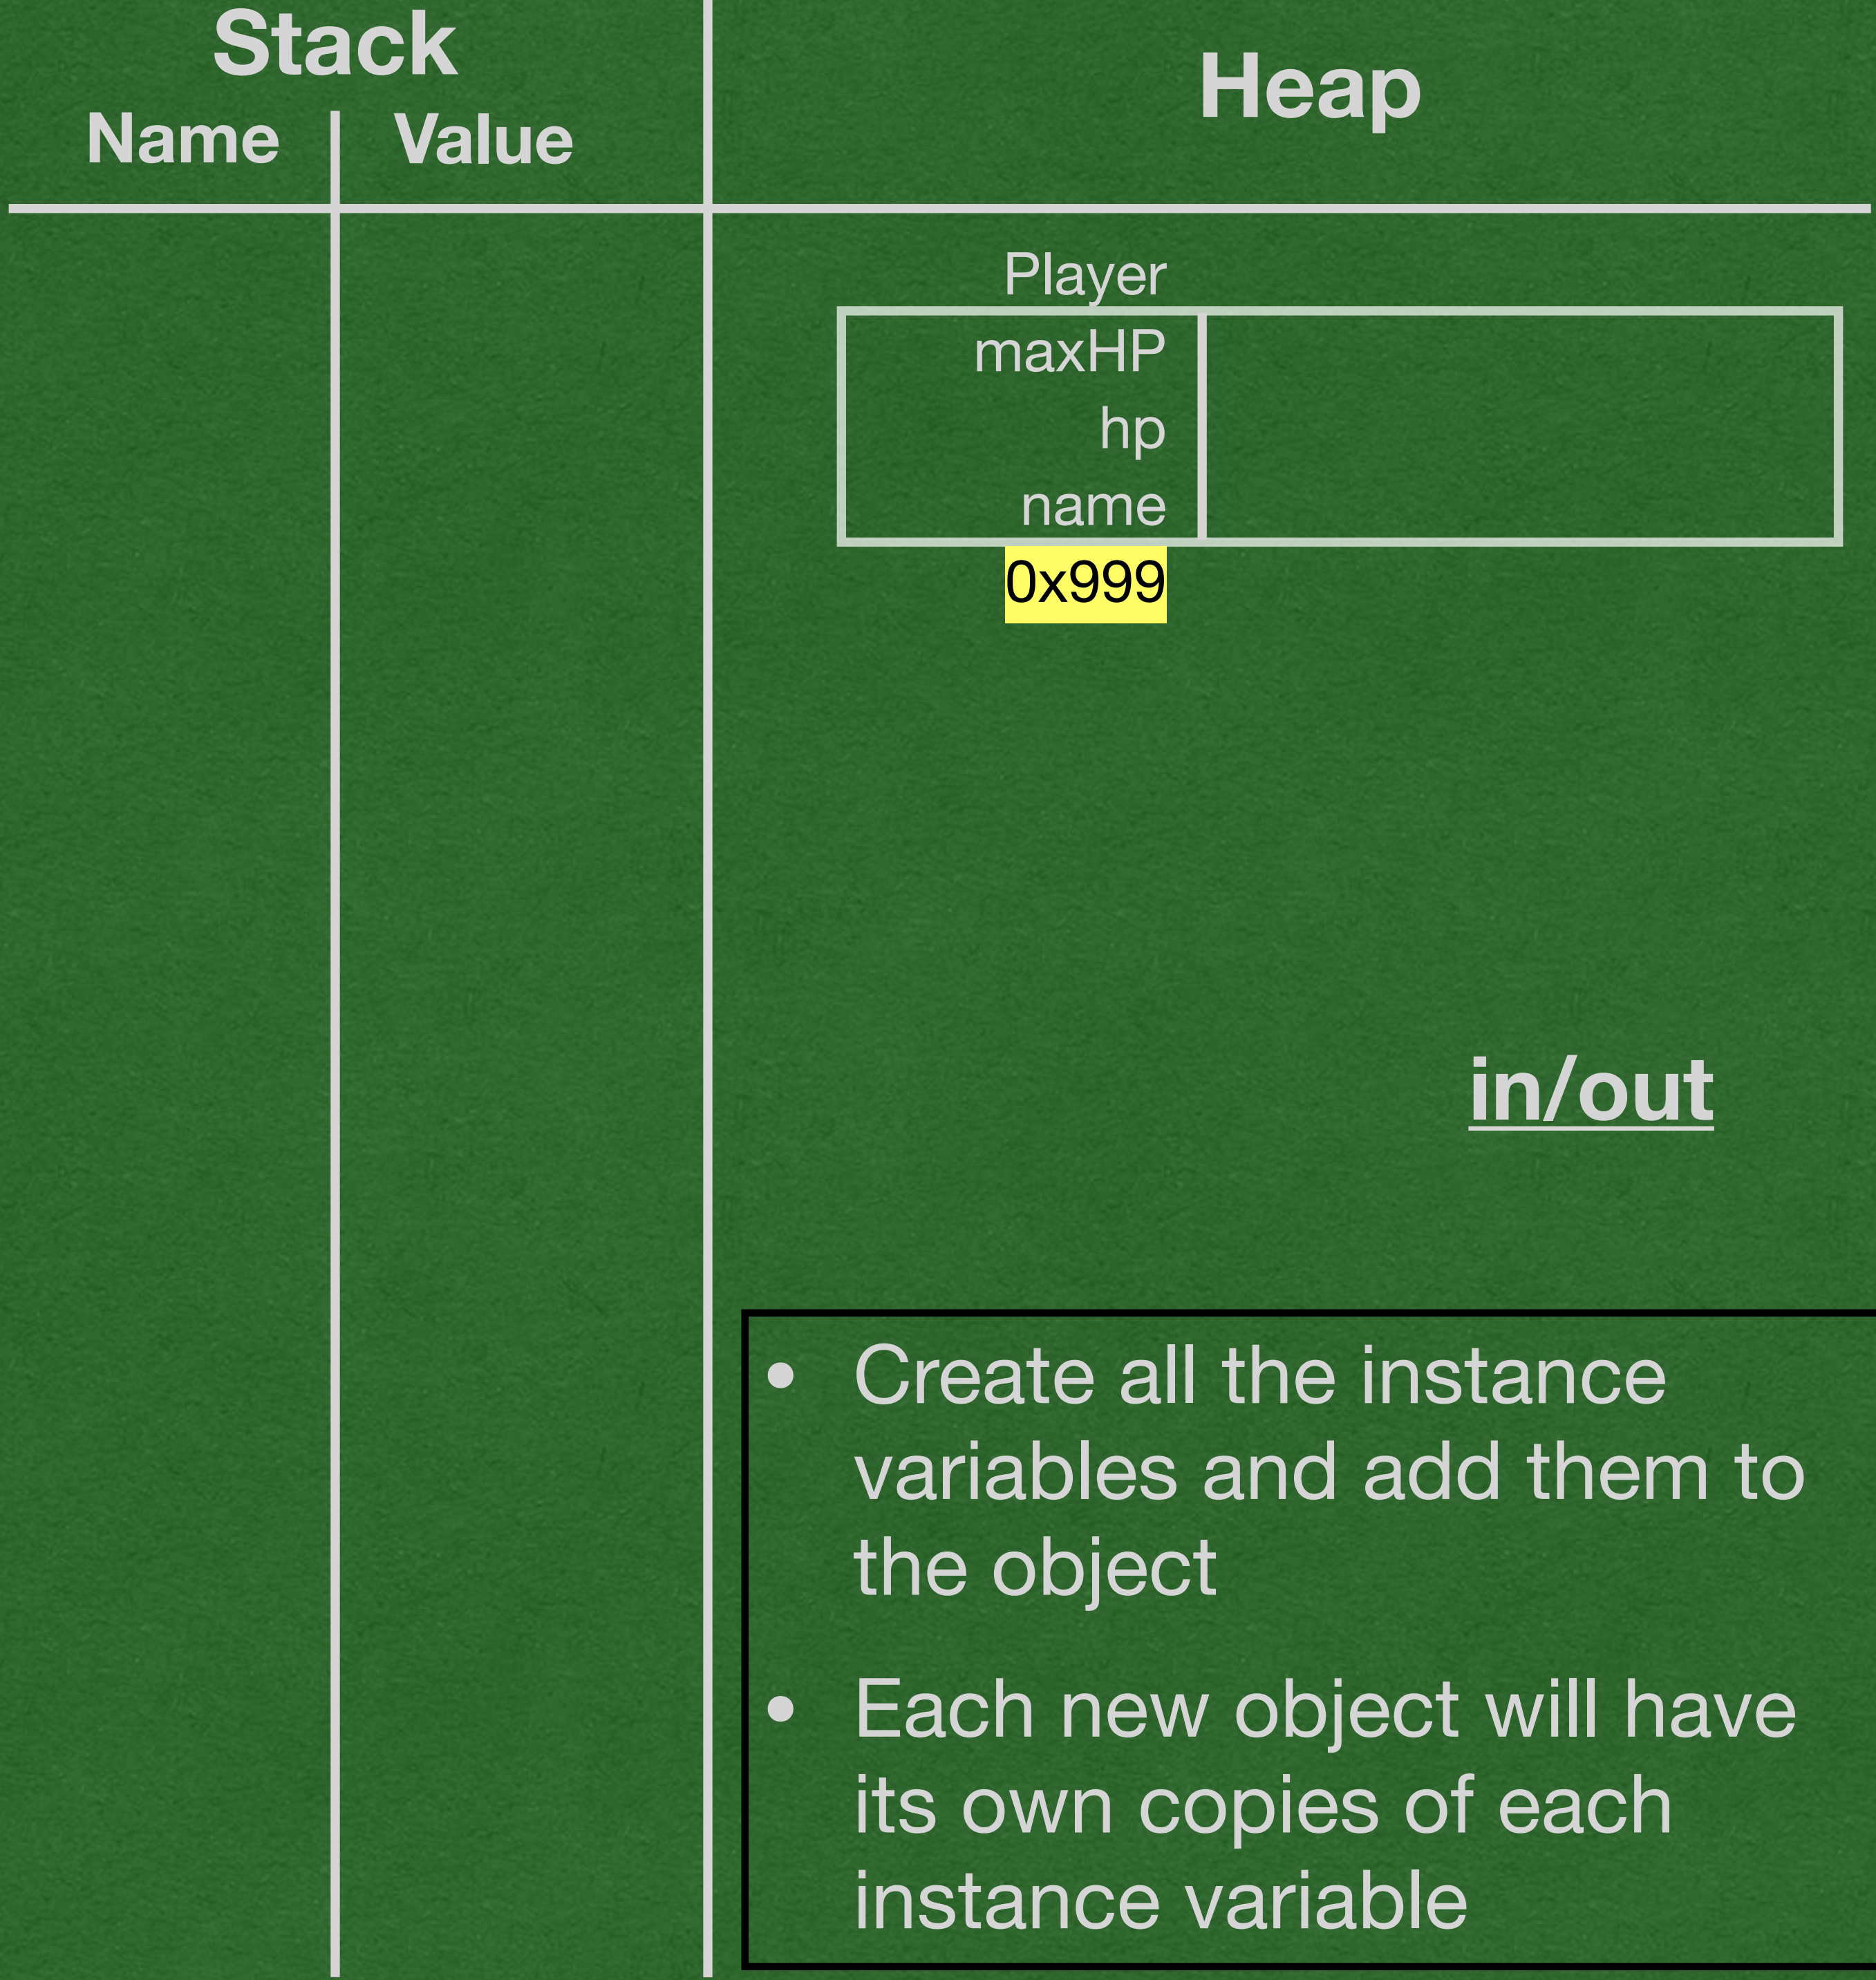 Stack
Name Value
Heap
Player
maxHP
hp
name
0x999
in/out
• Create all the instance
variables and add them to
the object
• Each new object will have
its own copies of each
instance variable